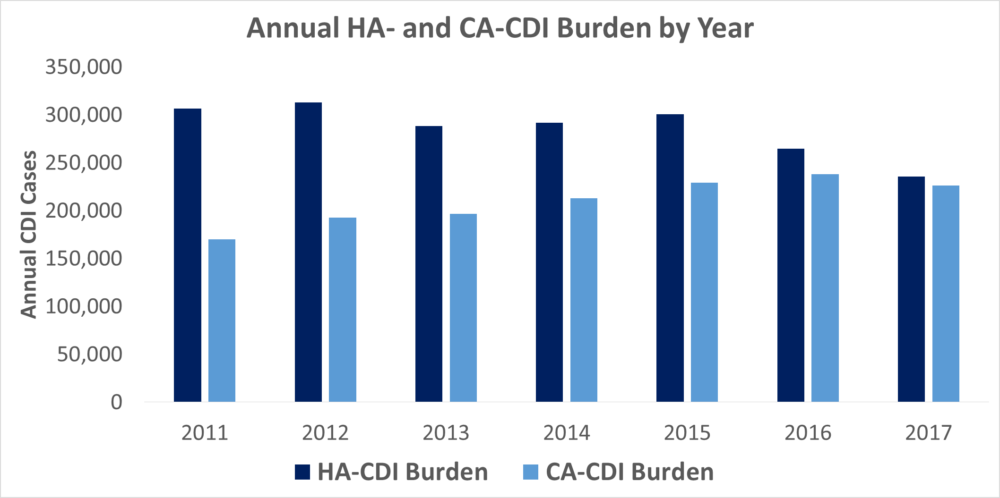 Annual HA- and CA-CDI Burden by Year
Annual CDI Cases
350,000
300,000
250,000
200,000
150,000
100,000
50,000
0
2011 2012 2013 2014 2015 2016 2017
HA-CDI Burden CA-CDI Burden